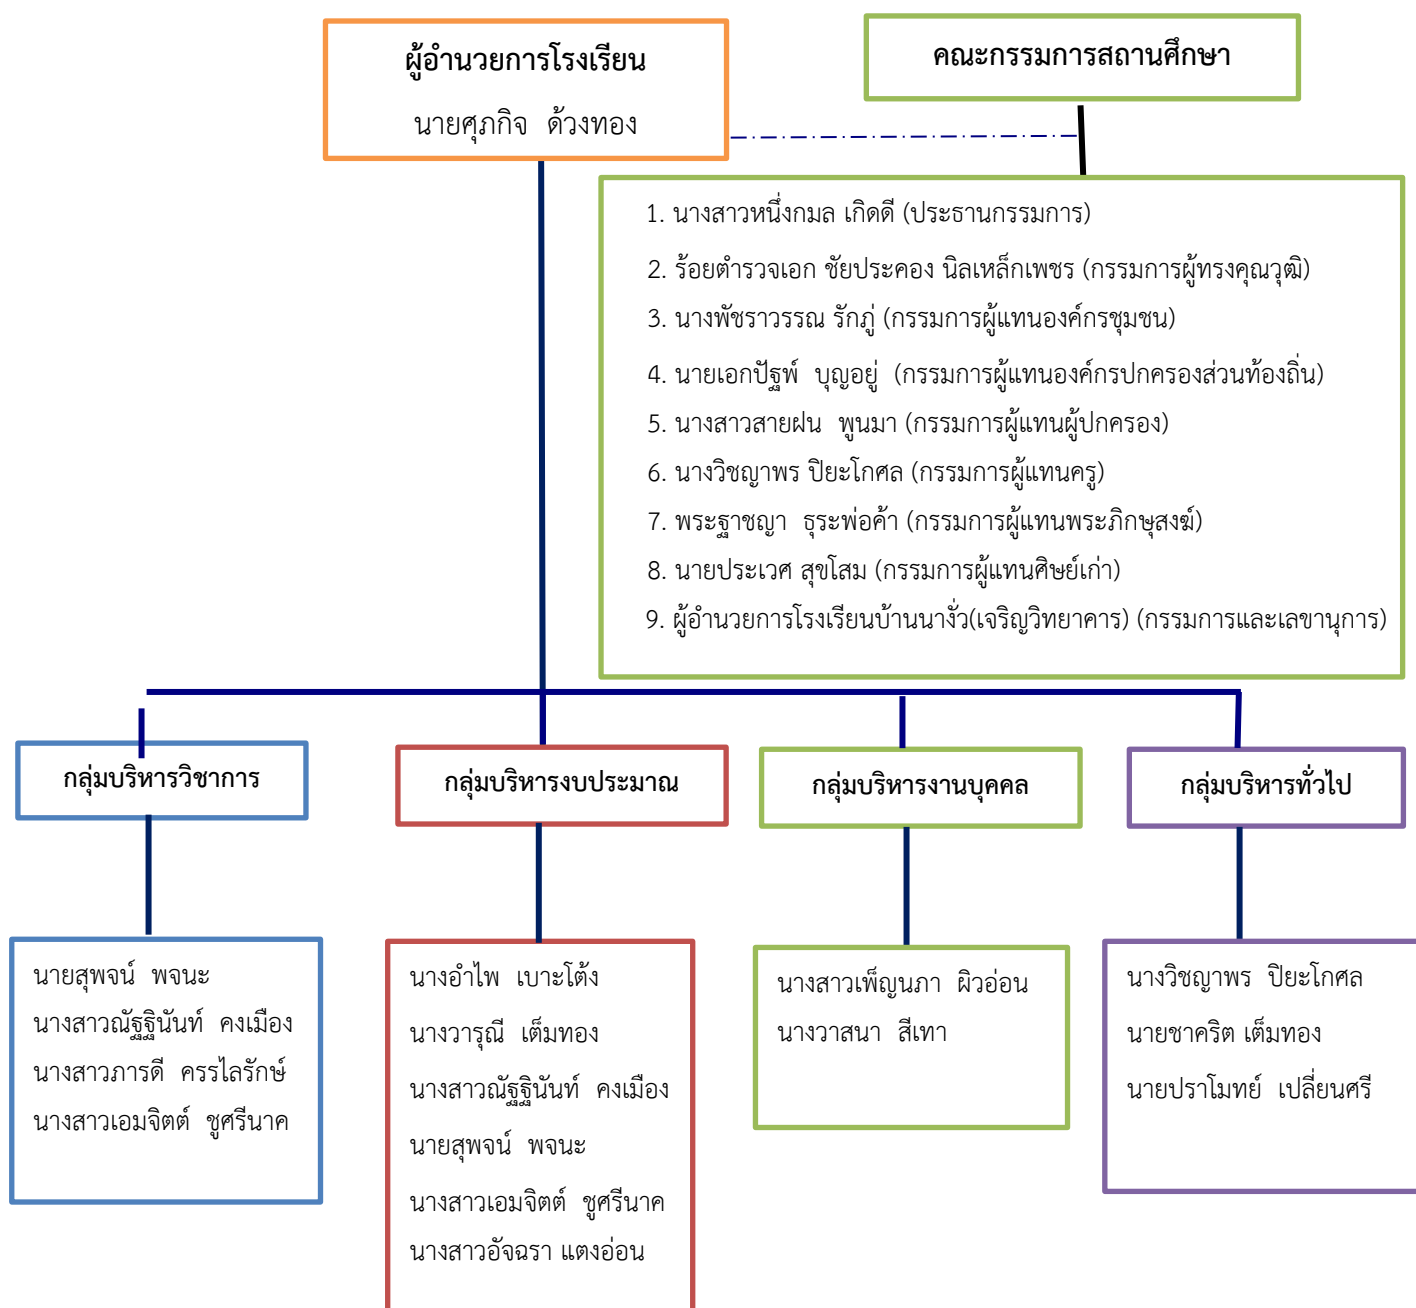 ผู้อำนวยการโรงเรียน
นายศุภกิจ ด้วงทอง
คณะกรรมการสถานศึกษา
1. นางสาวหนึ่งกมล เกิดดี (ประธานกรรมการ)
2. ร้อยตำรวจเอก ชัยประคอง นิลเหล็กเพชร (กรรมการผู้ทรงคุณวุฒิ)
3. นางพัชราวรรณ รักภู่ (กรรมการผู้แทนองค์กรชุมชน)
4. นายเอกปัฐพ์ บุญอยู่ (กรรมการผู้แทนองค์กรปกครองส่วนท้องถิ่น)
5. นางสาวสายฝน พูนมา (กรรมการผู้แทนผู้ปกครอง)
6. นางวิชญาพร ปิยะโกศล (กรรมการผู้แทนครู)
7. พระฐาชญา ธุระพ่อค้า (กรรมการผู้แทนพระภิกษุสงฆ์)
8. นายประเวศ สุขโสม (กรรมการผู้แทนศิษย์เก่า)
9. ผู้อำนวยการโรงเรียนบ้านนางั่ว(เจริญวิทยาคาร) (กรรมการและเลขานุการ)
กลุ่มบริหารวิชาการ
นายสุพจน์ พจนะ
นางสาวณัฐฐินันท์ คงเมือง
นางสาวภารดี ครรไลรักษ์
นางสาวเอมจิตต์ ชูศรีนาค
กลุ่มบริหารงบประมาณ
นางอำไพ เบาะโต้ง
นางวารุณี เต็มทอง
นางสาวณัฐฐินันท์ คงเมือง
นายสุพจน์ พจนะ
นางสาวเอมจิตต์ ชูศรีนาค
นางสาวอัจฉรา แตงอ่อน
กลุ่มบริหารงานบุคคล
นางสาวเพ็ญนภา ผิวอ่อน
นางวาสนา สีเทา
กลุ่มบริหารทั่วไป
นางวิชญาพร ปิยะโกศล
นายชาคริต เต็มทอง
นายปราโมทย์ เปลี่ยนศรี